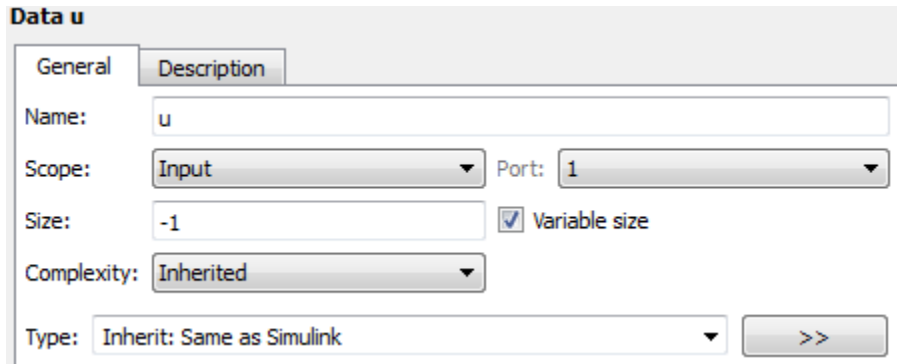 Data u
General Description
Name: u
Scope: Input Port: 1
Size: -1 Variable size
Complexity: Inherited
Type: Inherit: Same as Simulink >>